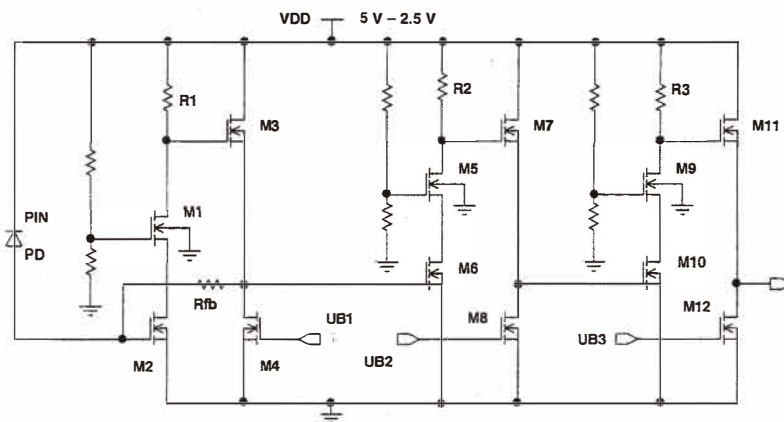 VDD 5 V – 2.5 V
R1
R2
R3
M3
M7
M11
M5
M9
M1
PIN
PD
M6
M10
Rfb
UB1
M8
M12
UB2
UB3
M2
M4